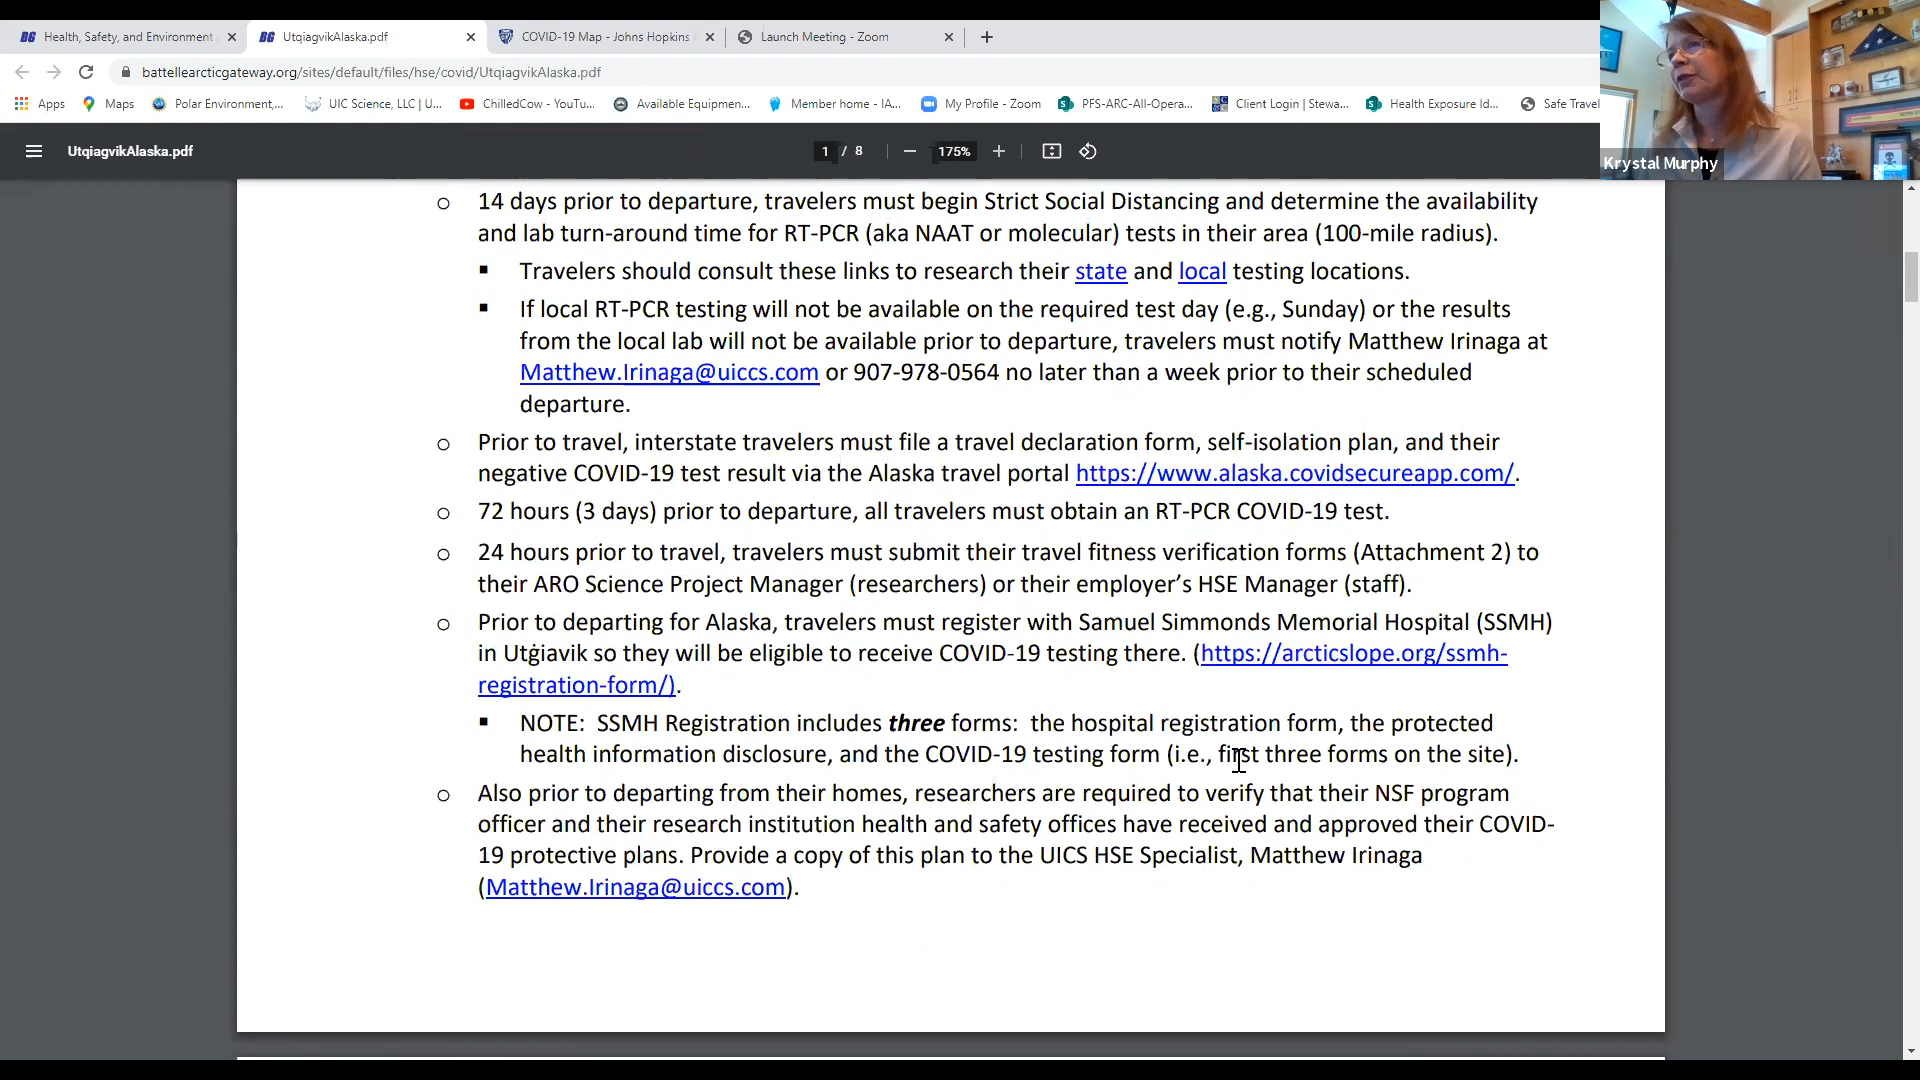 Health, Safety, and Environment
UtqiagvikAlaska.pdf
COVID-19 Map - Johns Hopkins
Launch Meeting - Zoom
battellearcticgateway.org/sites/default/files/hse/covid/UtqiagvikAlaska.pdf
Apps
Maps
Polar Environment,...
UIC Science, LLC | U...
ChilledCow - YouTu...
Available Equipmen...
Member home - IA...
My Profile - Zoom
PFS-ARC-All-Opera...
Client Login | Stewa...
Health Exposure Id...
Safe Travel
UtqiagvikAlaska.pdf
1 / 8
175%
Krystal Murphy
o 14 days prior to departure, travelers must begin Strict Social Distancing and determine the availability
and lab turn-around time for RT-PCR (aka NAAT or molecular) tests in their area (100-mile radius).
▪ Travelers should consult these links to research their state and local testing locations.
▪ If local RT-PCR testing will not be available on the required test day (e.g., Sunday) or the results
from the local lab will not be available prior to departure, travelers must notify Matthew Irinaga at
Matthew.Irinaga@uiccs.com or 907-978-0564 no later than a week prior to their scheduled
departure.
o Prior to travel, interstate travelers must file a travel declaration form, self-isolation plan, and their
negative COVID-19 test result via the Alaska travel portal https://www.alaska.covidsecureapp.com/.
o 72 hours (3 days) prior to departure, all travelers must obtain an RT-PCR COVID-19 test.
o 24 hours prior to travel, travelers must submit their travel fitness verification forms (Attachment 2) to
their ARO Science Project Manager (researchers) or their employer’s HSE Manager (staff).
o Prior to departing for Alaska, travelers must register with Samuel Simmonds Memorial Hospital (SSMH)
in Utġiavik so they will be eligible to receive COVID-19 testing there. (https://arcticslope.org/ssmh-
registration-form/).
▪ NOTE: SSMH Registration includes three forms: the hospital registration form, the protected
health information disclosure, and the COVID-19 testing form (i.e., first three forms on the site).
o Also prior to departing from their homes, researchers are required to verify that their NSF program
officer and their research institution health and safety offices have received and approved their COVID-
19 protective plans. Provide a copy of this plan to the UICS HSE Specialist, Matthew Irinaga
(Matthew.Irinaga@uiccs.com).